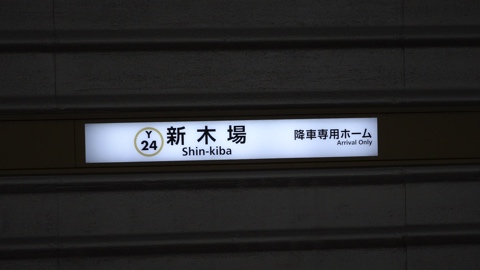 Y
24
新木場
Shin-kiba
降車専用ホーム
Arrival Only